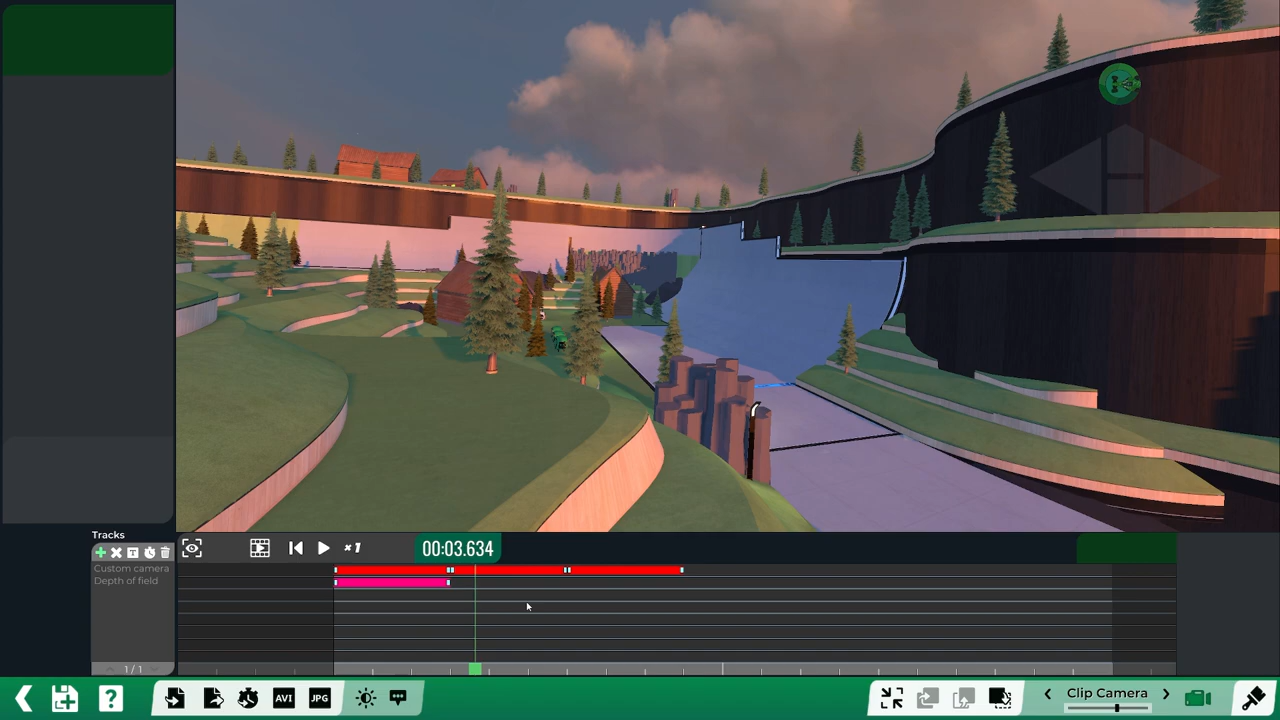 Tracks
Custom camera
Depth of field
1 / 1
×1
00:03.634
?
AVI
JPG
Clip Camera